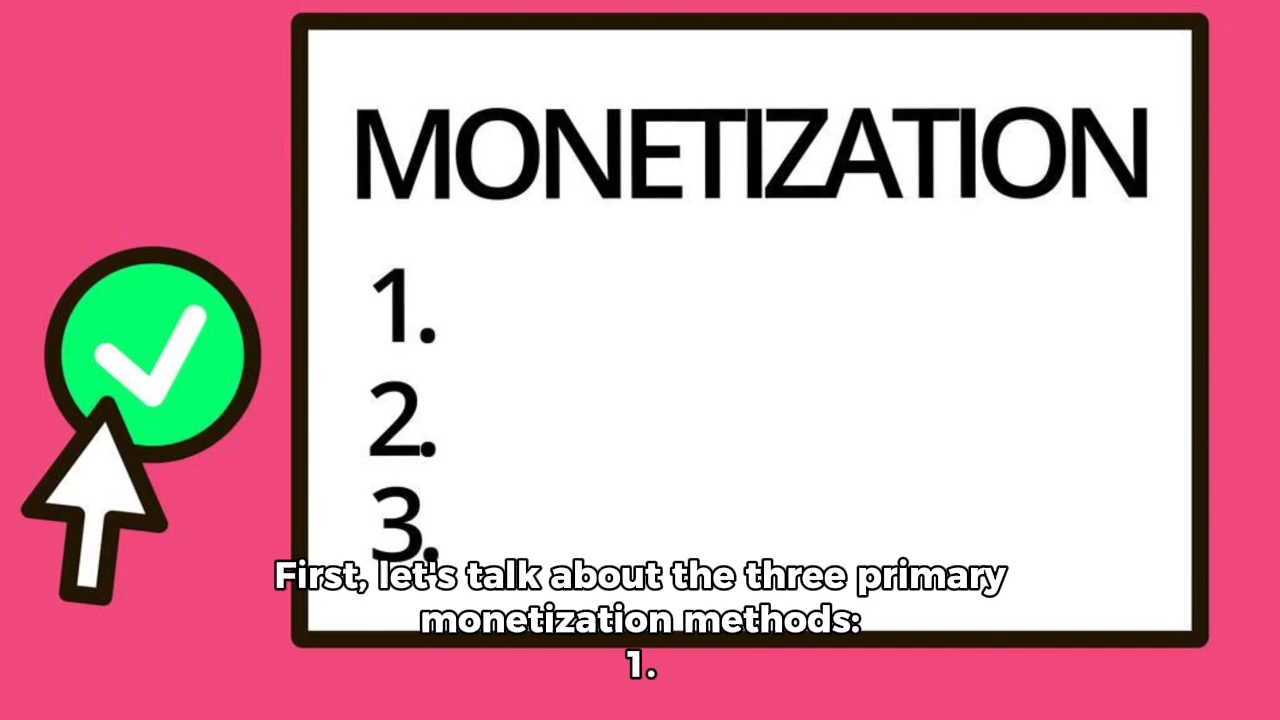 MONETIZATION
1.
2.
3.
First, let's talk about the three primary
monetization methods:
1.